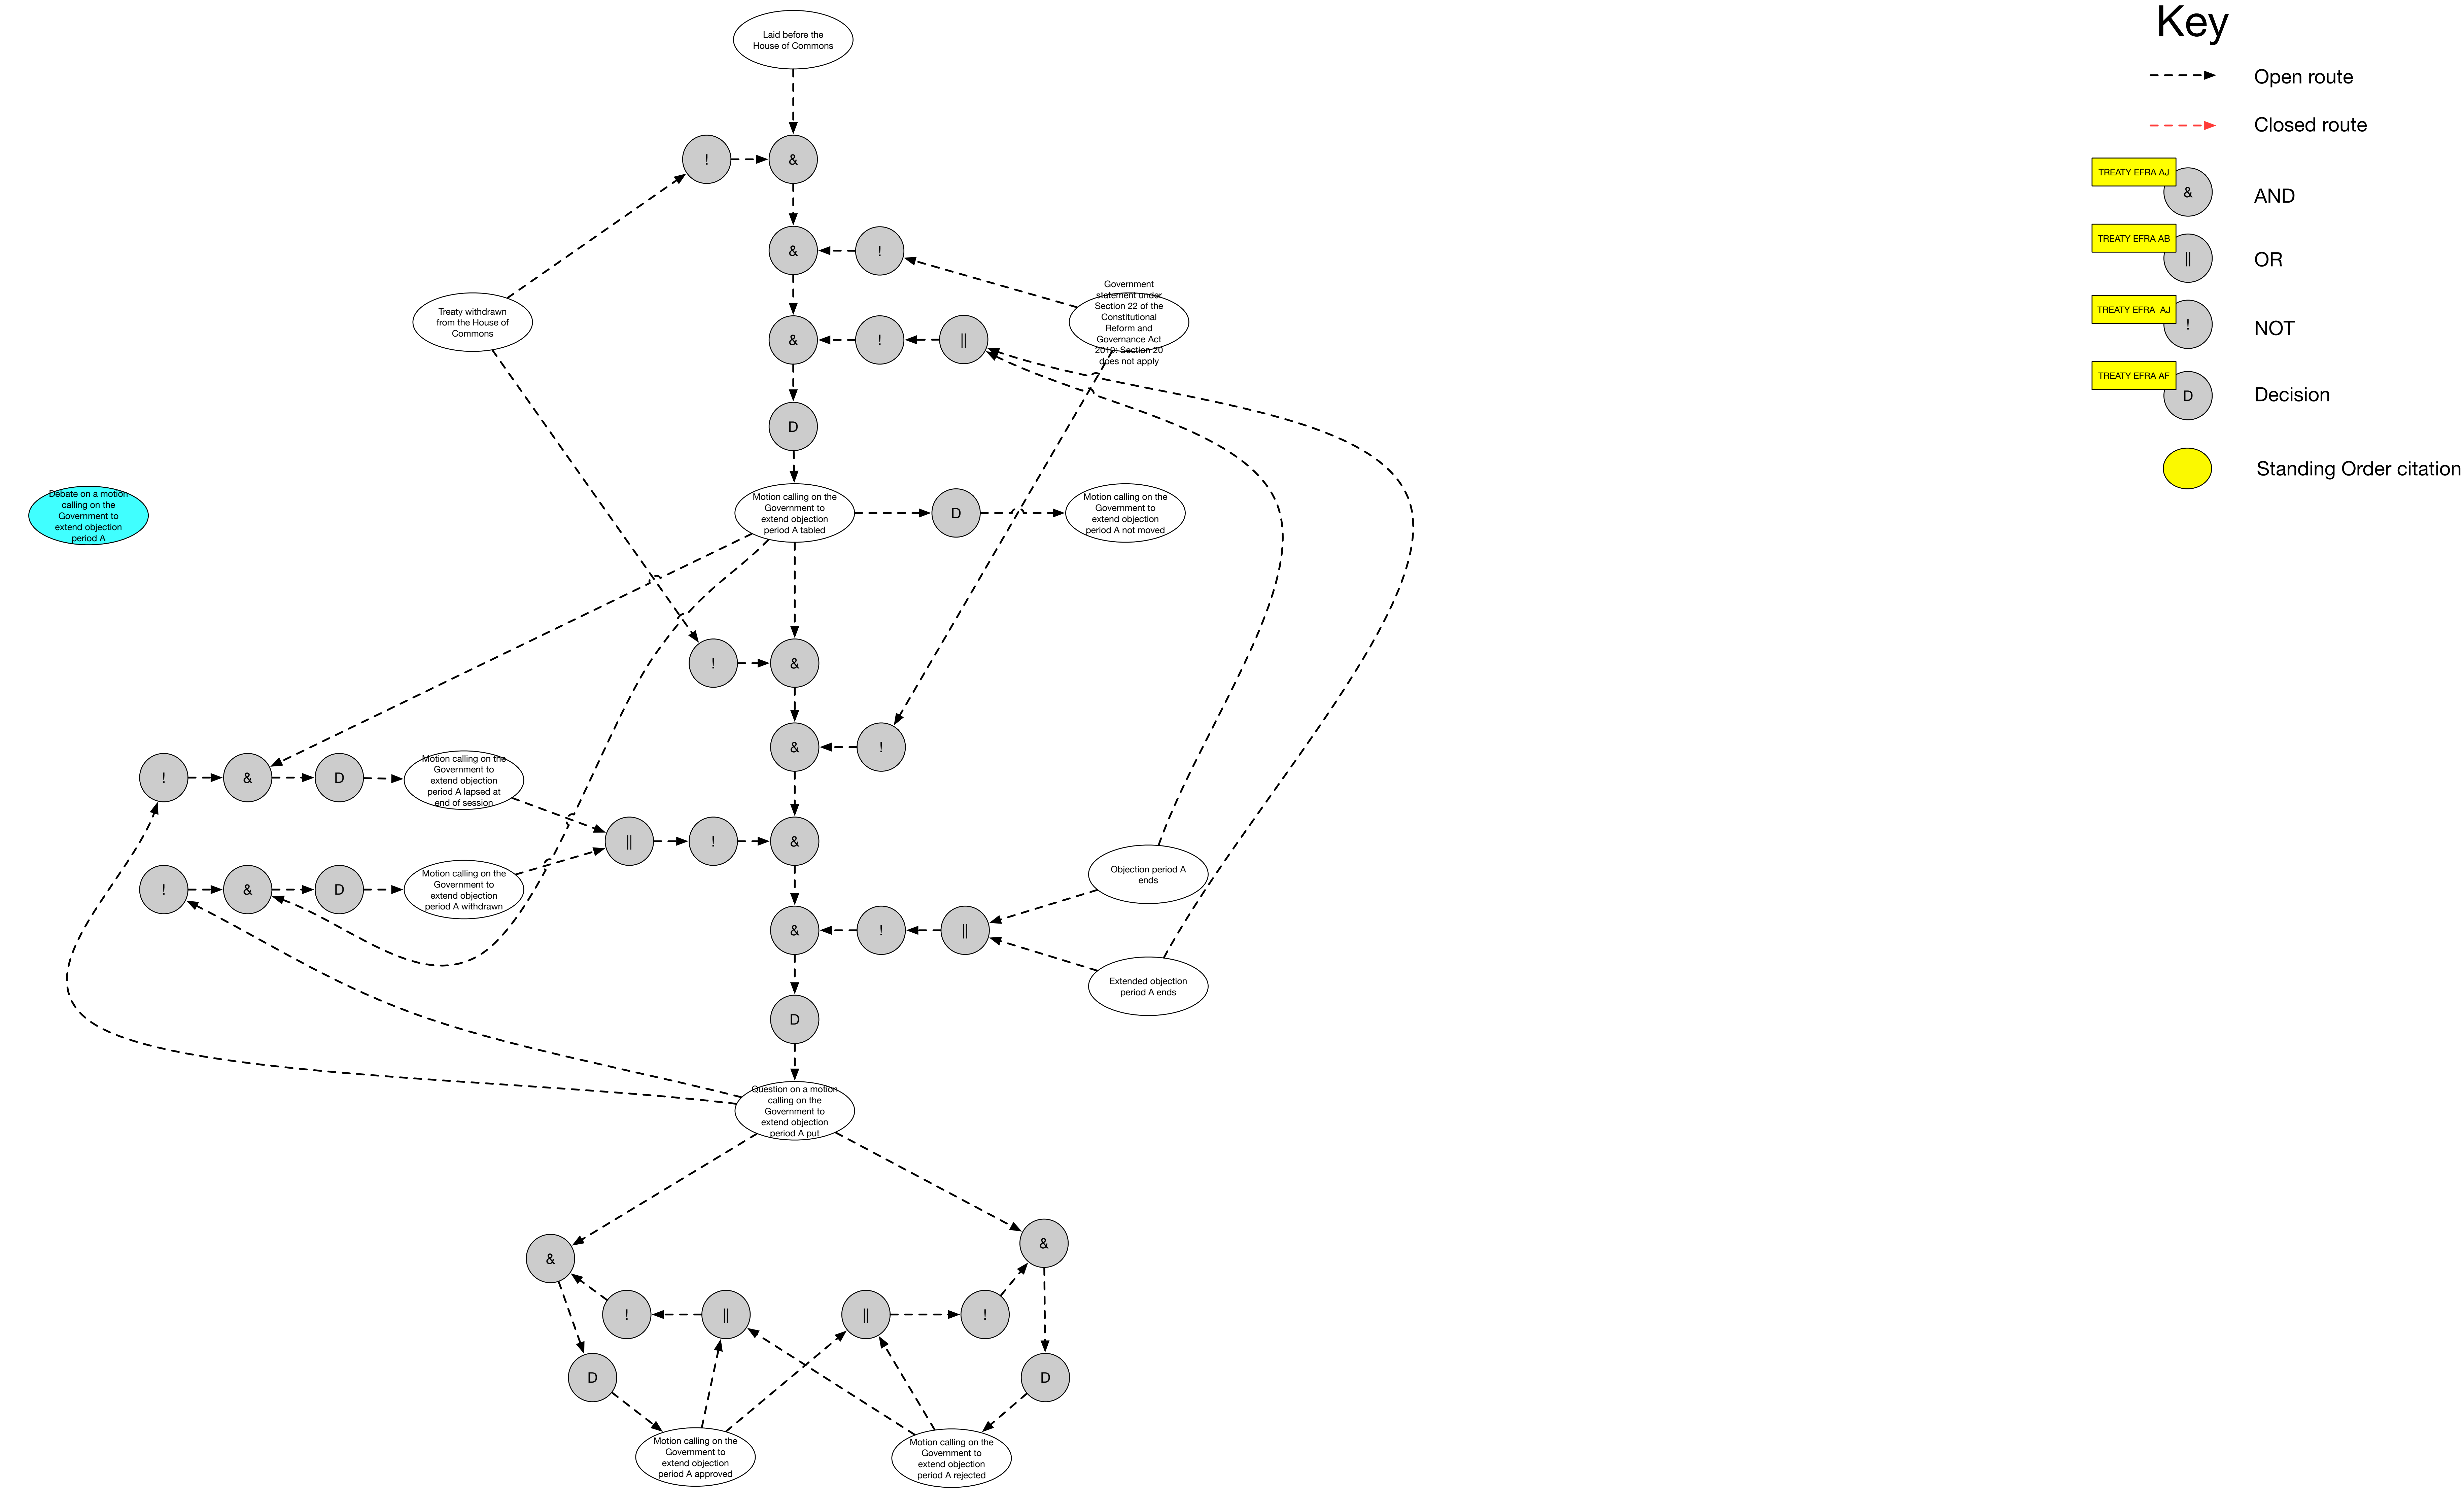 Key
Open route
Closed route
TREATY EFRA AJ
&
AND
TREATY EFRA AB
||
OR
TREATY EFRA  AJ
!
NOT
TREATY EFRA AF
D
Decision
Standing Order citation
Laid before the
House of Commons
!
&
&
!
Treaty withdrawn
from the House of
Commons
Government
statement under
Section 22 of the
Constitutional
Reform and
Governance Act
2010: Section 20
does not apply
&
!
||
D
Debate on a motion
calling on the
Government to
extend objection
period A
Motion calling on the
Government to
extend objection
period A tabled
D
Motion calling on the
Government to
extend objection
period A not moved
!
&
&
!
!
&
D
Motion calling on the
Government to
extend objection
period A lapsed at
end of session
||
!
&
!
&
D
Motion calling on the
Government to
extend objection
period A withdrawn
Objection period A
ends
&
!
||
Extended objection
period A ends
D
Question on a motion
calling on the
Government to
extend objection
period A put
&
&
!
||
||
!
D
D
Motion calling on the
Government to
extend objection
period A approved
Motion calling on the
Government to
extend objection
period A rejected